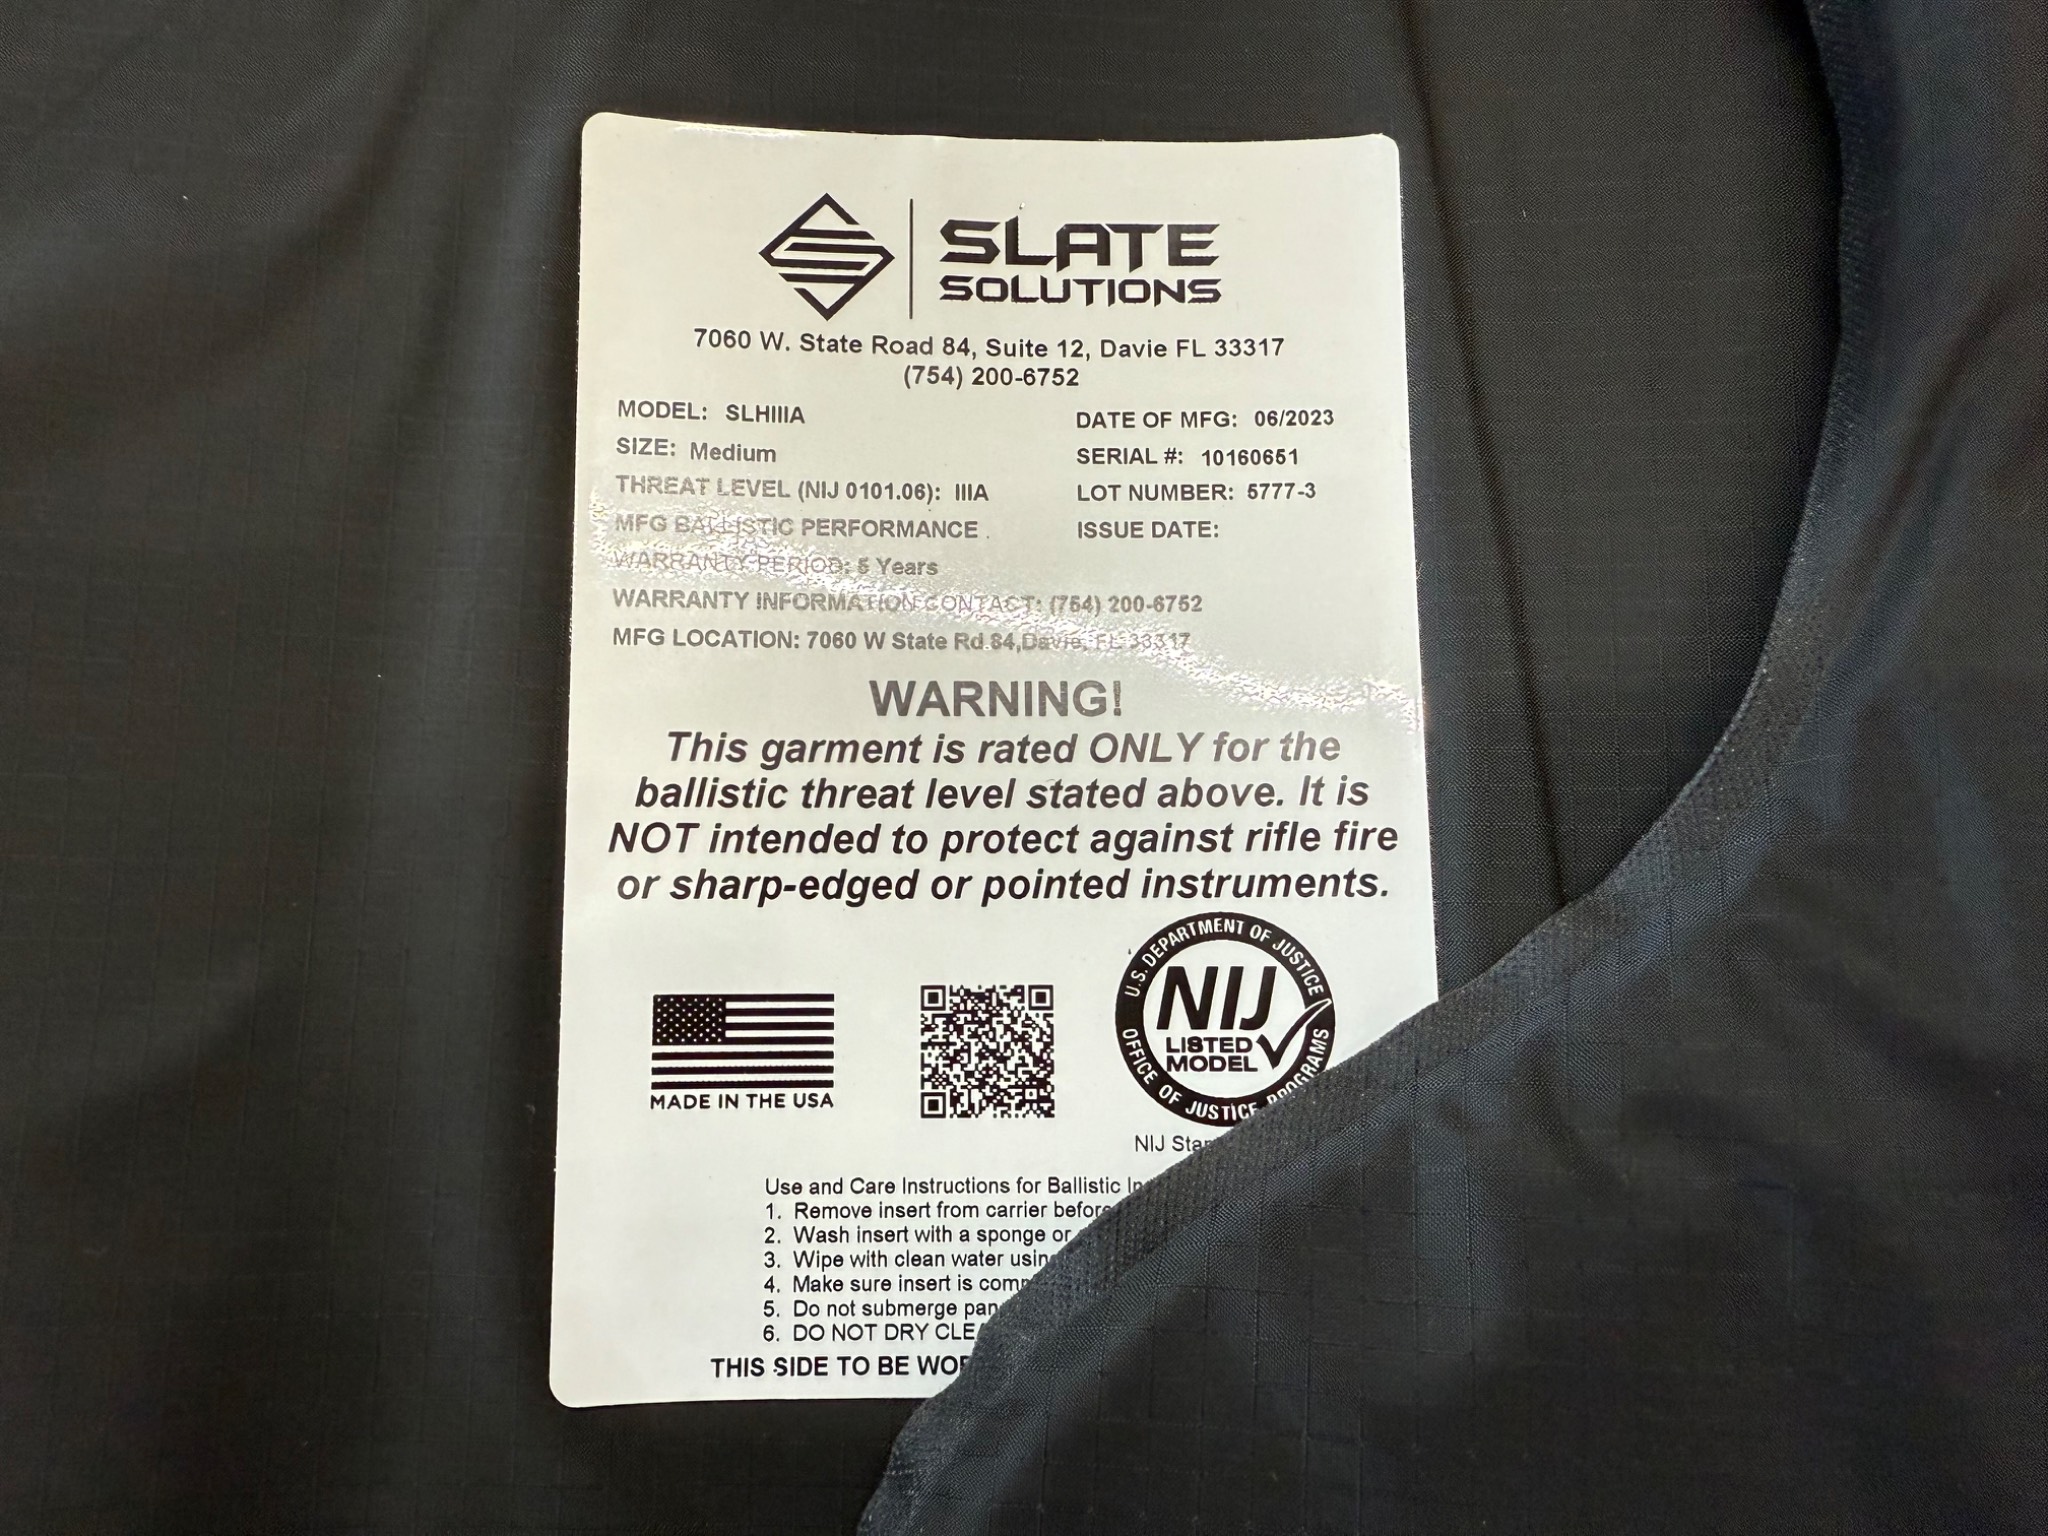 SLATE
SOLUTIONS
7060 W. State Road 84, Suite 12, Davie FL 33317
(754) 200-6752
MODEL: SLHIIIA
DATE OF MFG: 06/2023
SIZE: Medium
SERIAL #: 10160651
THREAT LEVEL (NIJ 0101.06): IIIA
LOT NUMBER: 5777-3
MFG BALLISTIC PERFORMANCE
ISSUE DATE:
WARRANTY PERIOD: 5 Years
WARRANTY INFORMATION CONTACT: (754) 200-6752
MFG LOCATION: 7060 W State Rd 84,Davie, FL 33317
WARNING!
This garment is rated ONLY for the
ballistic threat level stated above. It is
NOT intended to protect against rifle fire
or sharp-edged or pointed instruments.
MADE IN THE USA
U.S. DEPARTMENT OF JUSTICE
NIJ
LISTED
MODEL
OFFICE OF JUSTICE PROGRAMS
NIJ
Use and Care Instructions for Ballistic
1. Remove insert from carrier before
2. Wash insert with a sponge or
3. Wipe with clean water using
4. Make sure insert is
5. Do not submerge
6. DO NOT DRY
THIS SIDE TO BE